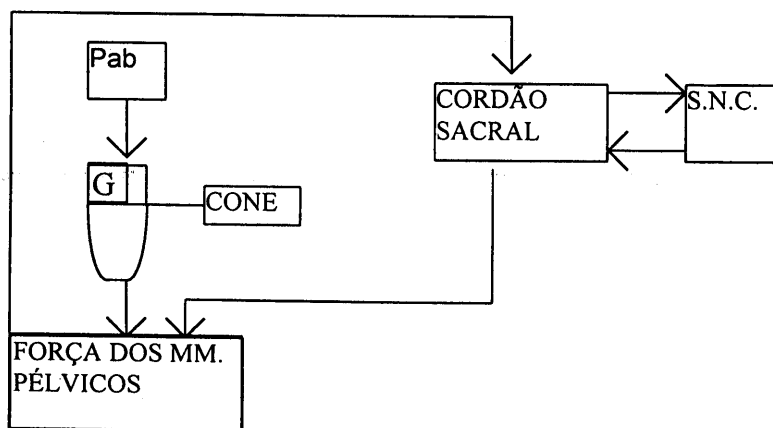 Pab
CORDÃO
SACRAL
S.N.C.
G
CONE
FORÇA DOS MM.
PÉLVICOS